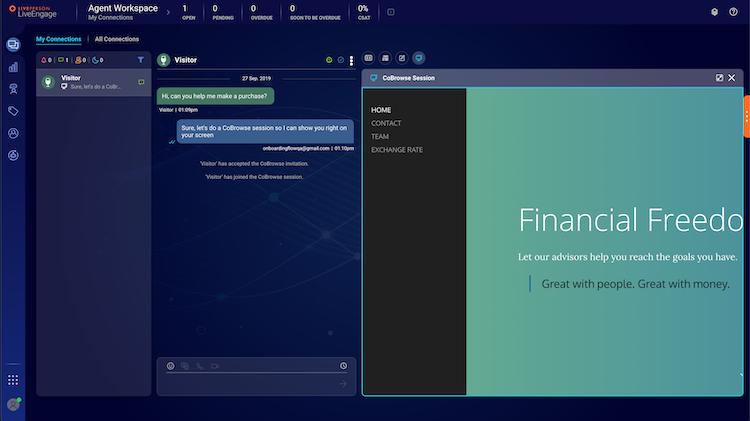 LIVEPERSON
LiveEngage
Agent Workspace
My Connections
1
OPEN
0
PENDING
0
OVERDUE
0
SOON TO BE OVERDUE
0%
CSAT
My Connections
All Connections
0
1
0
0
Visitor
Sure, let's do a CoBr...
Visitor
27 Sep. 2019
Hi, can you help me make a purchase?
Visitor | 01:09pm
Sure, let's do a CoBrowse session so I can show you right on
your screen
onboardingflowqa@gmail.com | 01:10pm
'Visitor' has accepted the CoBrowse invitation.
'Visitor' has joined the CoBrowse session.
CoBrowse Session
HOME
CONTACT
TEAM
EXCHANGE RATE
Financial Freedo
Let our advisors help you reach the goals you have.
Great with people. Great with money.